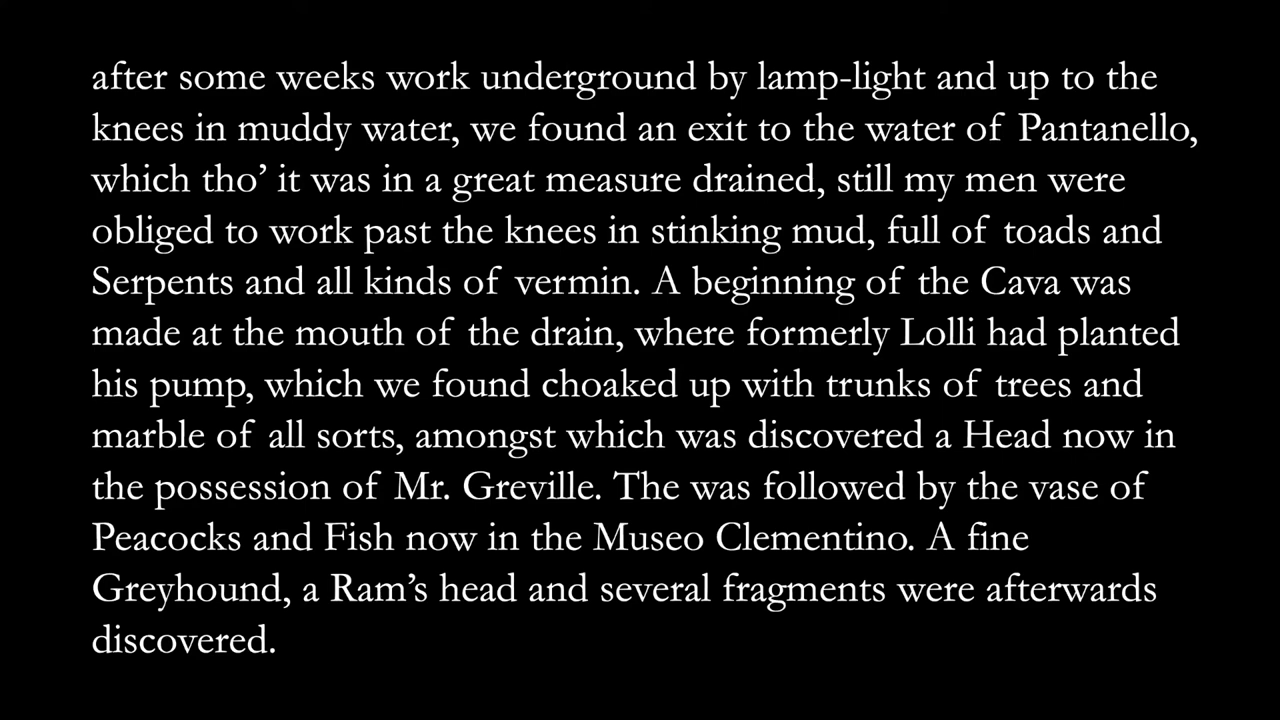 after some weeks work underground by lamp-light and up to the
knees in muddy water, we found an exit to the water of Pantanello,
which tho’ it was in a great measure drained, still my men were
obliged to work past the knees in stinking mud, full of toads and
Serpents and all kinds of vermin. A beginning of the Cava was
made at the mouth of the drain, where formerly Lolli had planted
his pump, which we found choaked up with trunks of trees and
marble of all sorts, amongst which was discovered a Head now in
the possession of Mr. Greville. The was followed by the vase of
Peacocks and Fish now in the Museo Clementino. A fine
Greyhound, a Ram’s head and several fragments were afterwards
discovered.